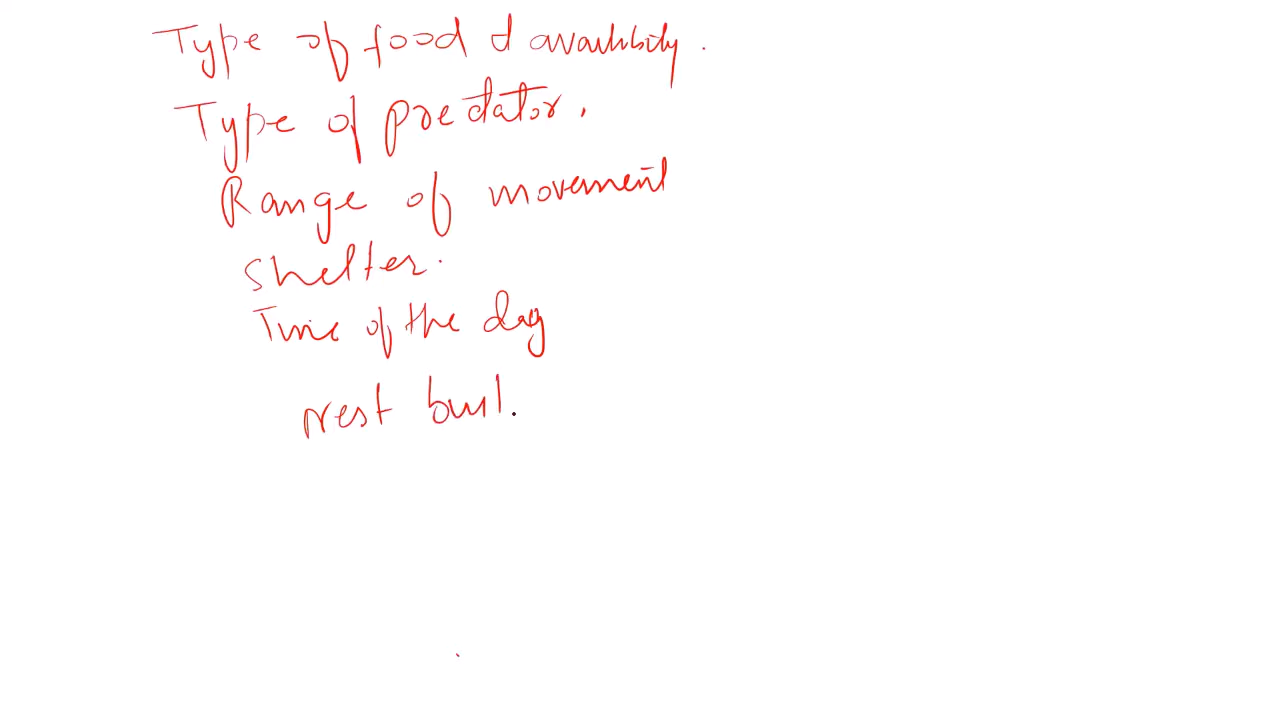 Type of food & availability.
Type of predator.
Range of movement
shelter.
Time of the day
nest buil